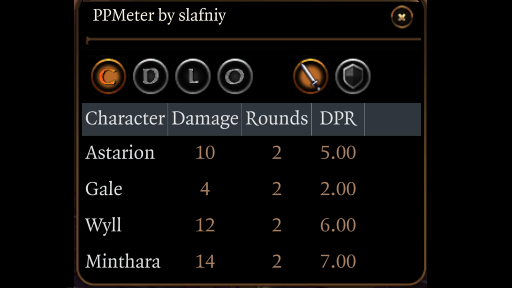 PPMeter by slafniy
C D L O
Character Damage Rounds DPR
Astarion 10 2 5.00
Gale 4 2 2.00
Wyll 12 2 6.00
Minthara 14 2 7.00